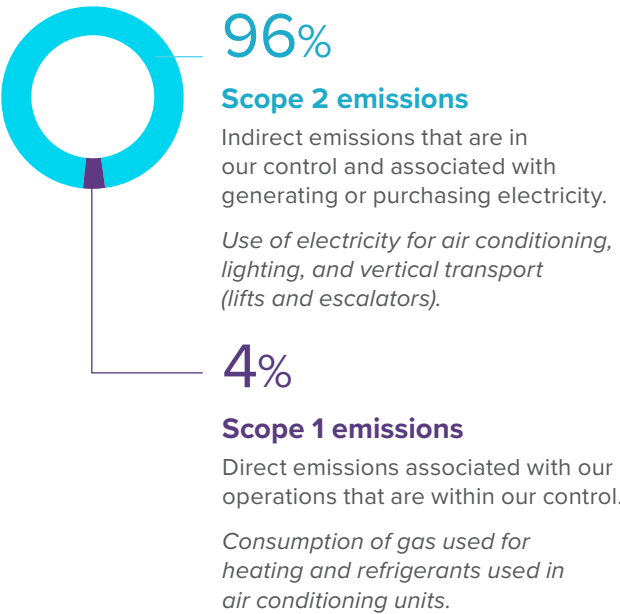 96%
Scope 2 emissions
Indirect emissions that are in
our control and associated with
generating or purchasing electricity.
Use of electricity for air conditioning,
lighting, and vertical transport
(lifts and escalators).
4%
Scope 1 emissions
Direct emissions associated with our
operations that are within our control.
Consumption of gas used for
heating and refrigerants used in
air conditioning units.